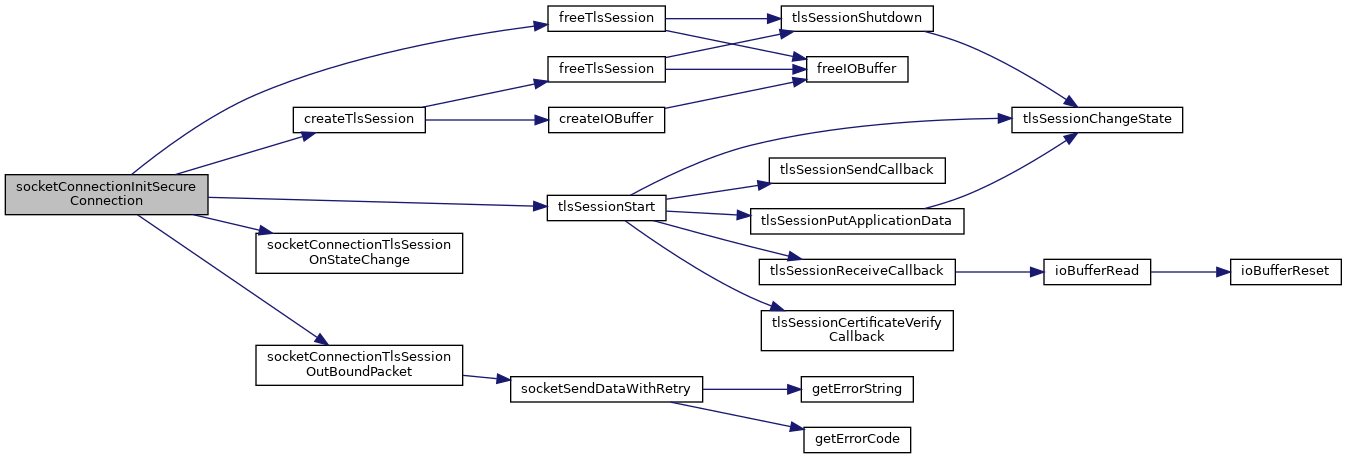 freeTlsSession
tlsSessionShutdown
freeTlsSession
freeIOBuffer
createTlsSession
createIOBuffer
tlsSessionChangeState
socketConnectionInitSecure
Connection
tlsSessionSendCallback
tlsSessionStart
tlsSessionPutApplicationData
socketConnectionTlsSession
OnStateChange
tlsSessionReceiveCallback
ioBufferRead
ioBufferReset
tlsSessionCertificateVerify
Callback
socketConnectionTlsSession
OutBoundPacket
socketSendDataWithRetry
getErrorString
getErrorCode